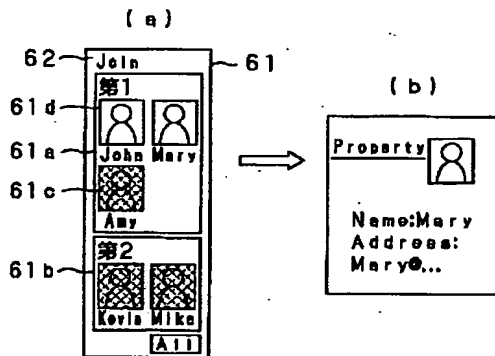 (a)
62
Join
61
第1
61d
61a
John Mary
61c
Amy
第2
61b
Kevin Mike
All
(b)
Property
Name:Mary
Address:
Mary@...